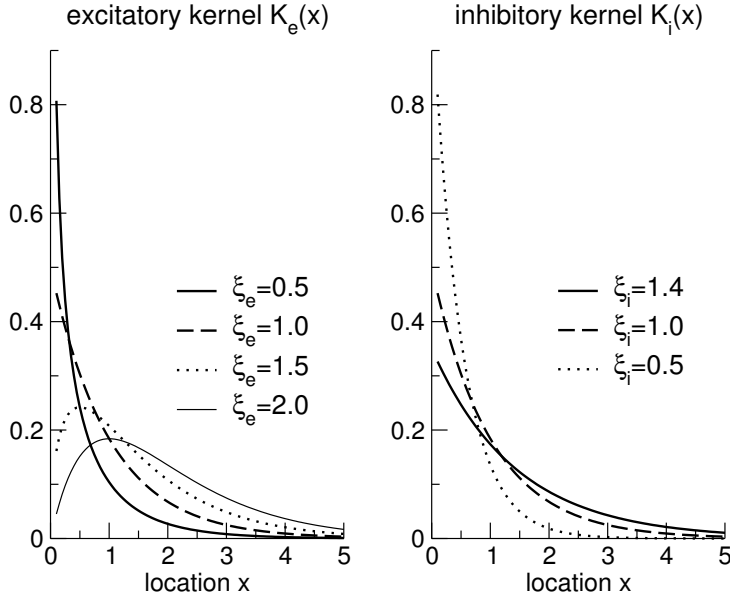 excitatory kernel K_e(x)
0.8
0.6
0.4
0.2
0
ξ_e=0.5
ξ_e=1.0
ξ_e=1.5
ξ_e=2.0
0 1 2 3 4 5
location x
inhibitory kernel K_i(x)
0.8
0.6
0.4
0.2
0
ξ_i=1.4
ξ_i=1.0
ξ_i=0.5
0 1 2 3 4 5
location x